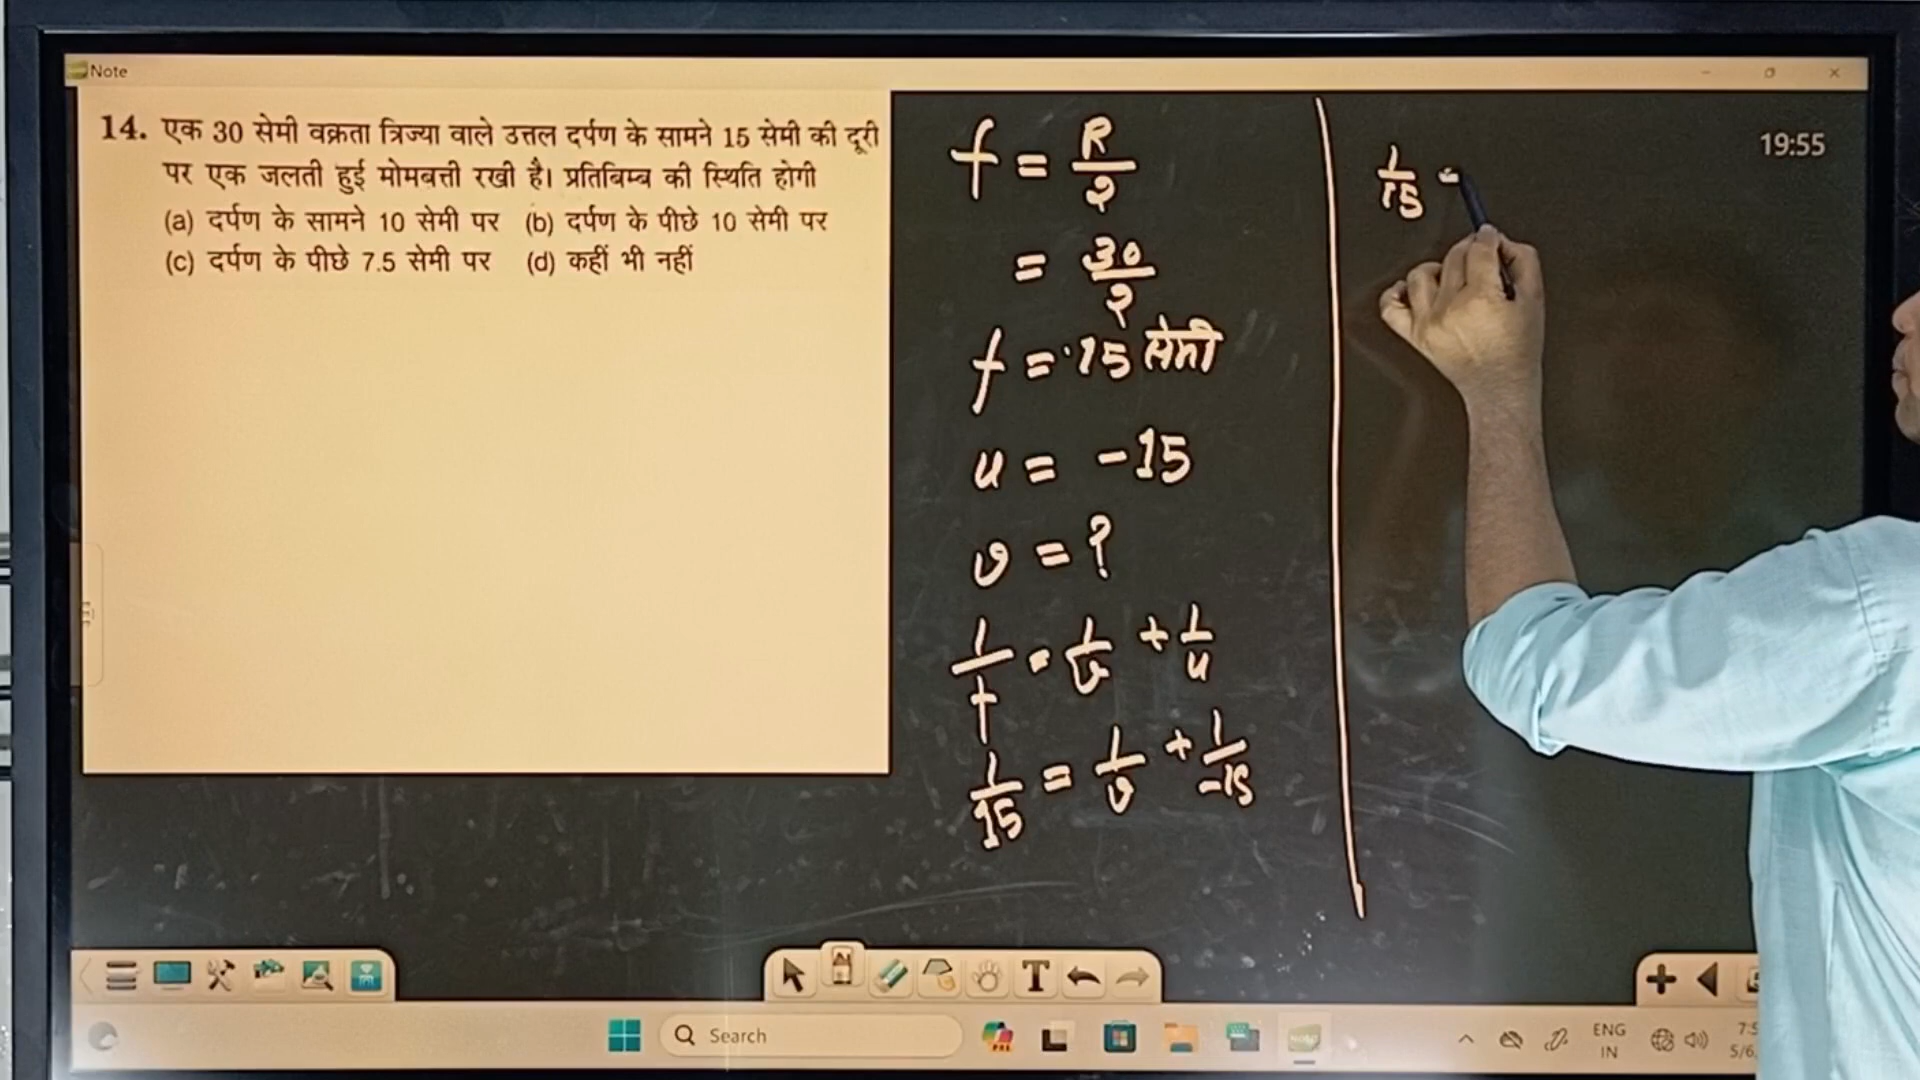 Note
14. एक 30 सेमी वक्रता त्रिज्या वाले उत्तल दर्पण के सामने 15 सेमी की दूरी
पर एक जलती हुई मोमबत्ती रखी है। प्रतिबिम्ब की स्थिति होगी
(a) दर्पण के सामने 10 सेमी पर (b) दर्पण के पीछे 10 सेमी पर
(c) दर्पण के पीछे 7.5 सेमी पर (d) कहीं भी नहीं
f = R/2
= 30/2
f = 15 सेमी
u = -15
v = ?
1/f = 1/v + 1/u
1/15 = 1/v + 1/-15
1/15 -
19:55
Search
ENG
IN